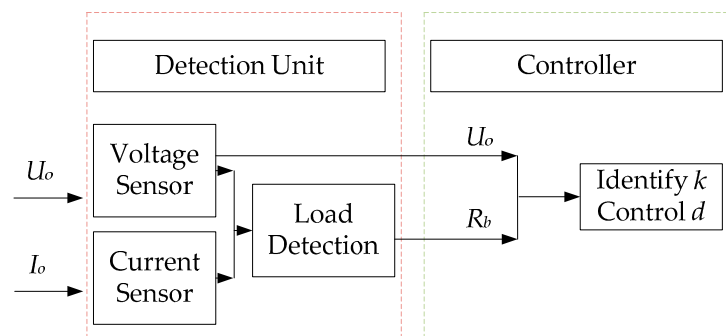 Detection Unit
Controller
Voltage
Sensor
Uo
Uo
Load
Detection
Identify k
Control d
Rb
Io
Current
Sensor